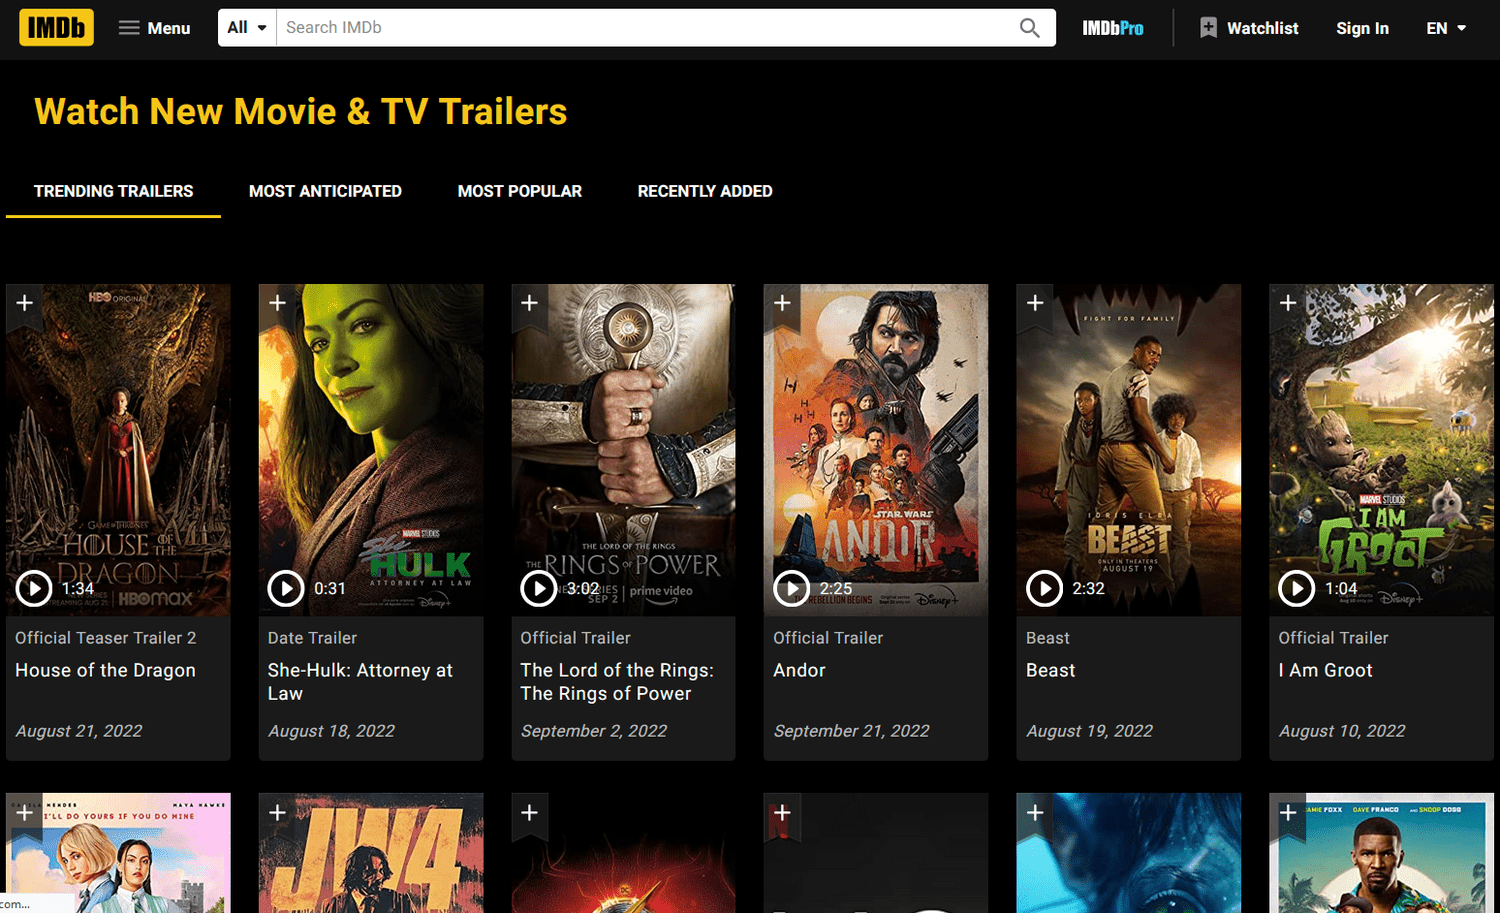 IMDb Menu All Search IMDb IMDbPro Watchlist Sign In EN
Watch New Movie & TV Trailers
TRENDING TRAILERS MOST ANTICIPATED MOST POPULAR RECENTLY ADDED
HBO ORIGINAL
GAME OF THRONES
HOUSE OF THE
DRAGON
STREAMING AUG 21 HBOMAX
1:34
Official Teaser Trailer 2
House of the Dragon
August 21, 2022
MARVEL STUDIOS
She
HULK
ATTORNEY AT LAW
Disney+
0:31
Date Trailer
She-Hulk: Attorney at
Law
August 18, 2022
THE LORD OF THE RINGS
THE RINGS OF POWER
SEP 2 prime video
3:02
Official Trailer
The Lord of the Rings:
The Rings of Power
September 2, 2022
STAR WARS
ANDOR
REBELLION BEGINS
Disney+
2:25
Official Trailer
Andor
September 21, 2022
FIGHT FOR FAMILY
IDRIS ELBA
BEAST
ONLY IN THEATERS
AUGUST 19
2:32
Beast
Beast
August 19, 2022
MARVEL STUDIOS
I AM
GROOT
Disney+
1:04
Official Trailer
I Am Groot
August 10, 2022
MENDES MAYA HAWKE
I'LL DO YOURS IF YOU DO MINE
JW4
DC
N
JAMIE FOXX DAVE FRANCO AND SNOOP DOGG
com...